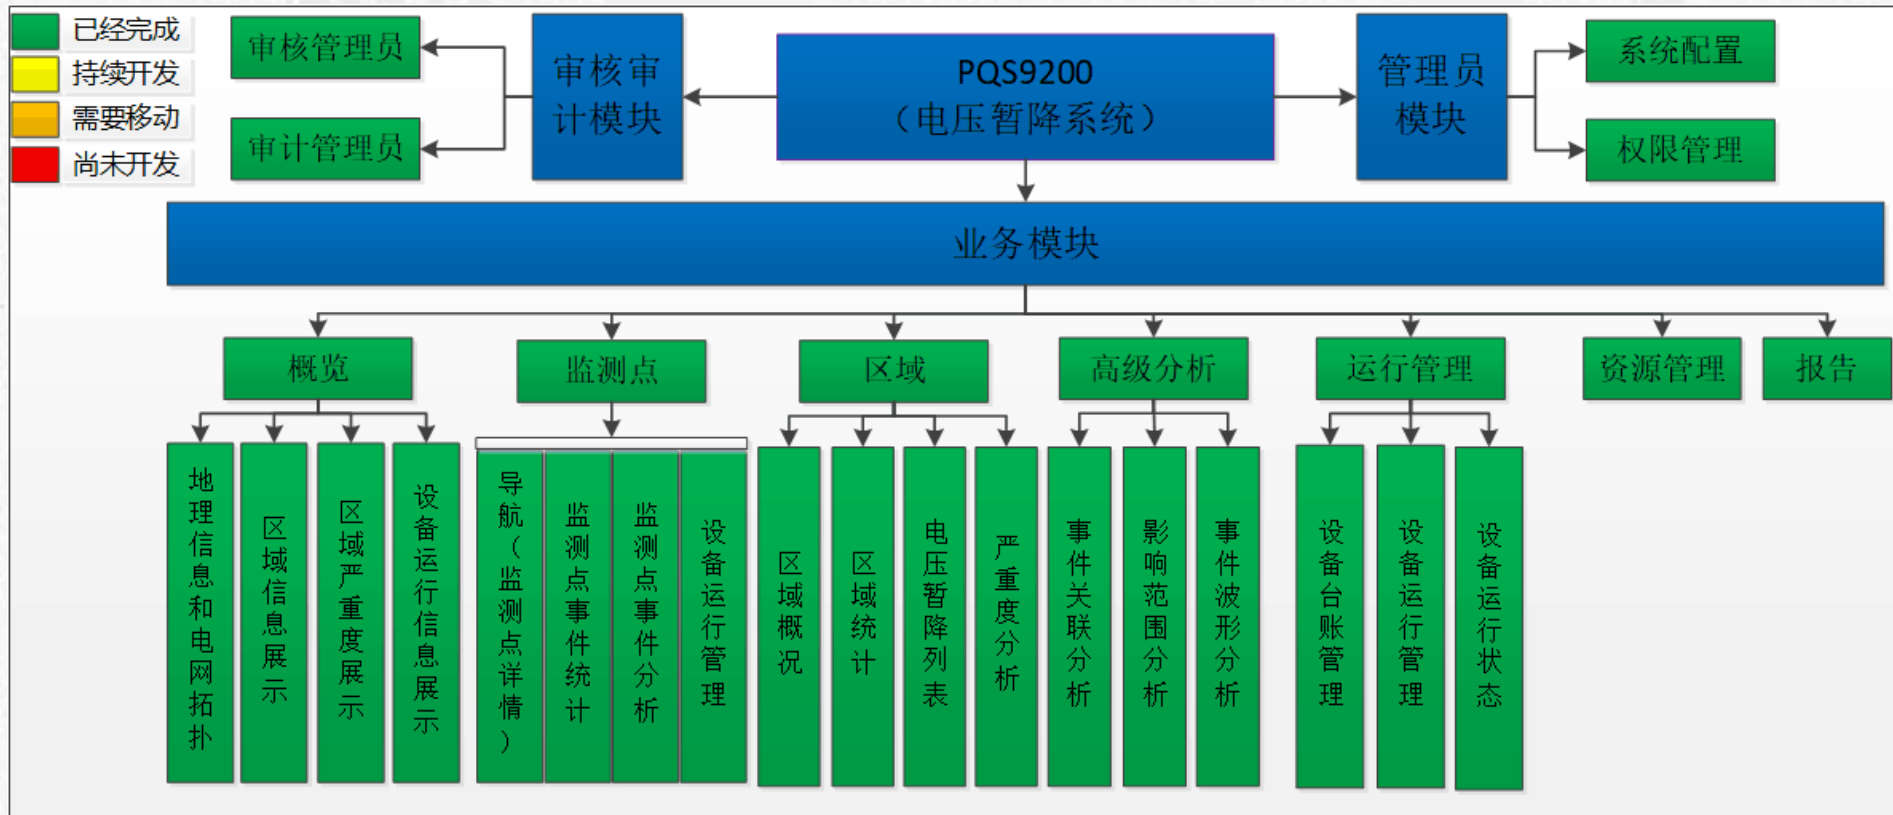 已经完成
持续开发
需要移动
尚未开发
审核管理员
审计管理员
审核审
计模块
PQS9200
（电压暂降系统）
管理员
模块
系统配置
权限管理
业务模块
概览
监测点
区域
高级分析
运行管理
资源管理
报告
地理信息和电网拓扑
区域信息展示
区域严重度展示
设备运行信息展示
导航（监测点详情）
监测点事件统计
监测点事件分析
设备运行管理
区域概况
区域统计
电压暂降列表
严重度分析
事件关联分析
影响范围分析
事件波形分析
设备台账管理
设备运行管理
设备运行状态